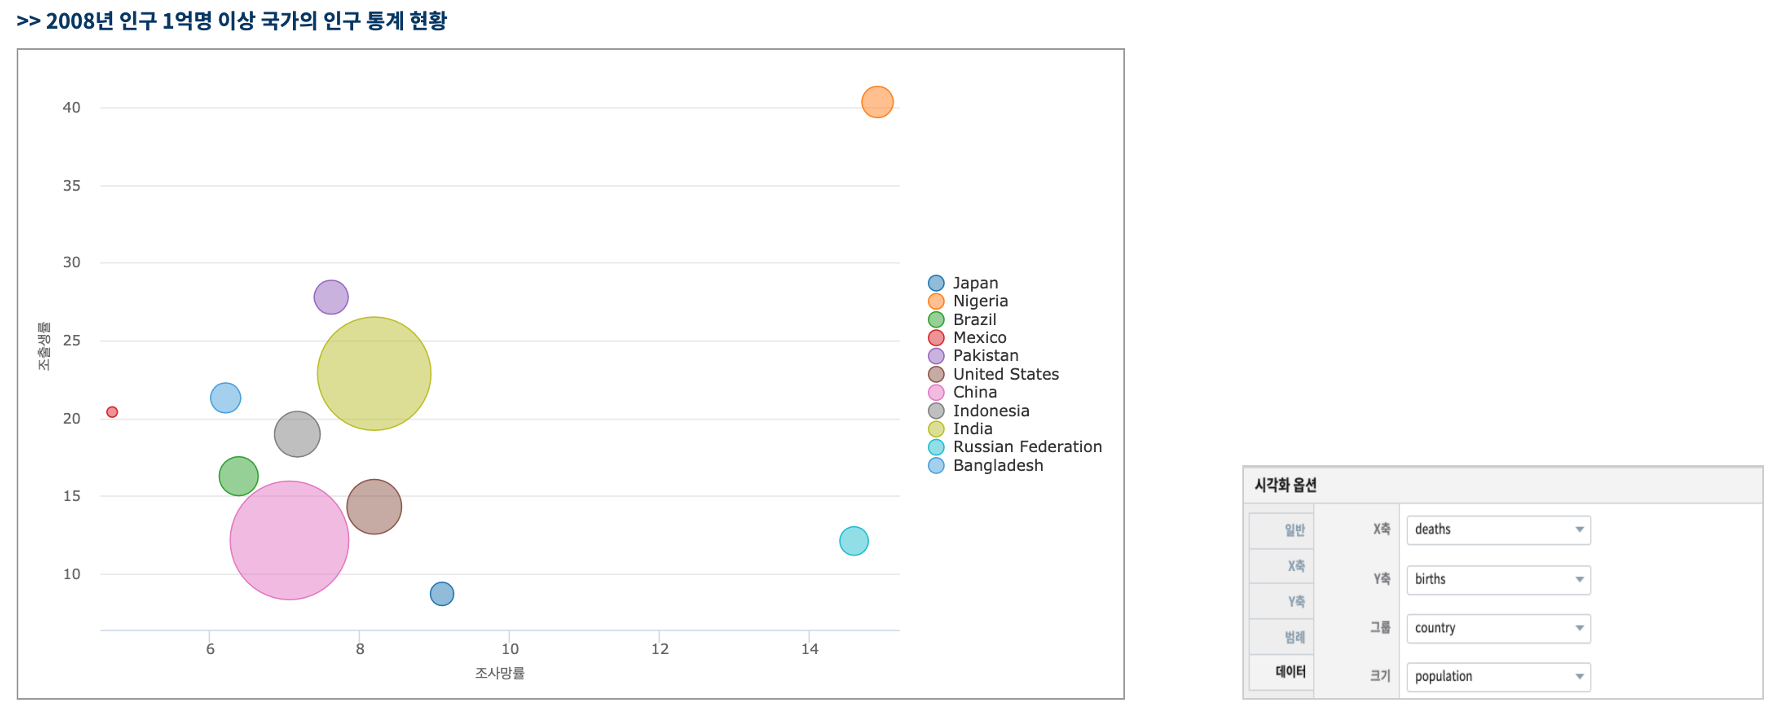 >> 2008년 인구 1억명 이상 국가의 인구 통계 현황
40
35
30
25
20
15
10
조출생률
6
8
10
12
14
조사망률
Japan
Nigeria
Brazil
Mexico
Pakistan
United States
China
Indonesia
India
Russian Federation
Bangladesh
시각화 옵션
일반
X축
Y축
범례
데이터
X축 deaths
Y축 births
그룹 country
크기 population